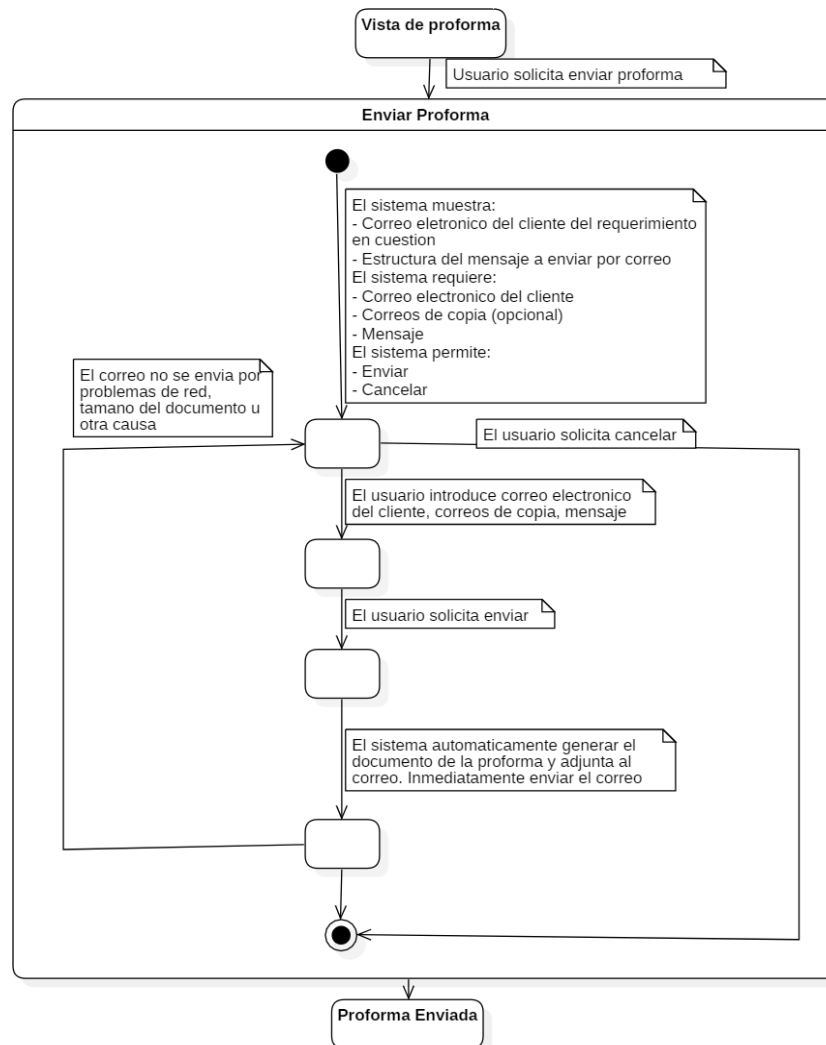 Vista de proforma
Usuario solicita enviar proforma
Enviar Proforma
El sistema muestra:
- Correo eletronico del cliente del requerimiento
en cuestion
- Estructura del mensaje a enviar por correo
El sistema requiere:
- Correo electronico del cliente
- Correos de copia (opcional)
- Mensaje
El sistema permite:
- Enviar
- Cancelar
El correo no se envia por
problemas de red,
tamano del documento u
otra causa
El usuario solicita cancelar
El usuario introduce correo electronico
del cliente, correos de copia, mensaje
El usuario solicita enviar
El sistema automaticamente generar el
documento de la proforma y adjunta al
correo. Inmediatamente enviar el correo
Proforma Enviada